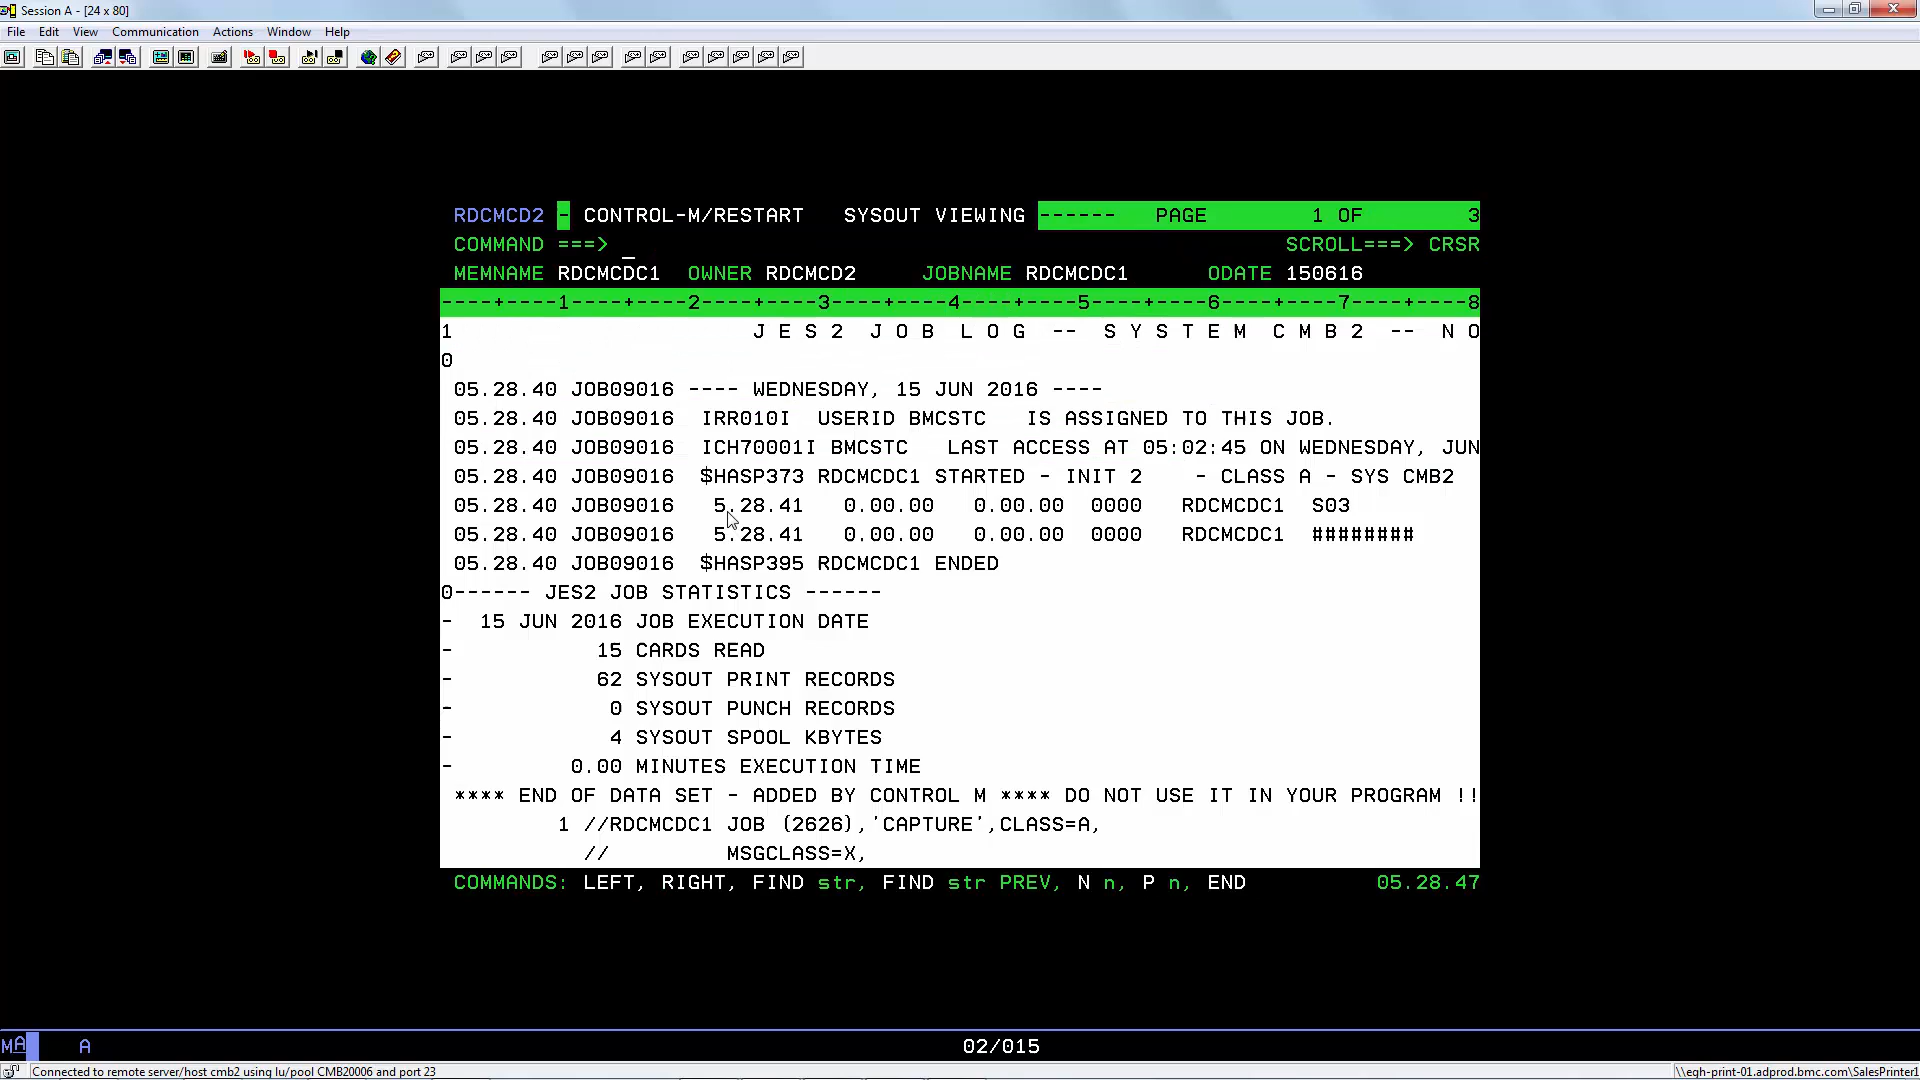 Session A - [24 x 80]
File Edit View Communication Actions Window Help
RDCMCD2 - CONTROL-M/RESTART SYSOUT VIEWING ------ PAGE 1 OF 3
COMMAND ===> _ SCROLL===> CRSR
MEMNAME RDCMCDC1 OWNER RDCMCD2 JOBNAME RDCMCDC1 ODATE 150616
----+----1----+----2----+----3----+----4----+----5----+----6----+----7----+----8
1 J E S 2 J O B L O G -- S Y S T E M C M B 2 -- N O
0
05.28.40 JOB09016 ---- WEDNESDAY, 15 JUN 2016 ----
05.28.40 JOB09016 IRR010I USERID BMCSTC IS ASSIGNED TO THIS JOB.
05.28.40 JOB09016 ICH70001I BMCSTC LAST ACCESS AT 05:02:45 ON WEDNESDAY, JUN
05.28.40 JOB09016 $HASP373 RDCMCDC1 STARTED - INIT 2 - CLASS A - SYS CMB2
05.28.40 JOB09016 5.28.41 0.00.00 0.00.00 0000 RDCMCDC1 S03
05.28.40 JOB09016 5.28.41 0.00.00 0.00.00 0000 RDCMCDC1 ########
05.28.40 JOB09016 $HASP395 RDCMCDC1 ENDED
0------ JES2 JOB STATISTICS ------
- 15 JUN 2016 JOB EXECUTION DATE
- 15 CARDS READ
- 62 SYSOUT PRINT RECORDS
- 0 SYSOUT PUNCH RECORDS
- 4 SYSOUT SPOOL KBYTES
- 0.00 MINUTES EXECUTION TIME
**** END OF DATA SET - ADDED BY CONTROL M **** DO NOT USE IT IN YOUR PROGRAM !!
1 //RDCMCDC1 JOB (2626),'CAPTURE',CLASS=A,
// MSGCLASS=X,
COMMANDS: LEFT, RIGHT, FIND str, FIND str PREV, N n, P n, END 05.28.47
MA A 02/015
Connected to remote server/host cmb2 using lu/pool CMB20006 and port 23 \\egh-print-01.adprod.bmc.com\SalesPrinter1